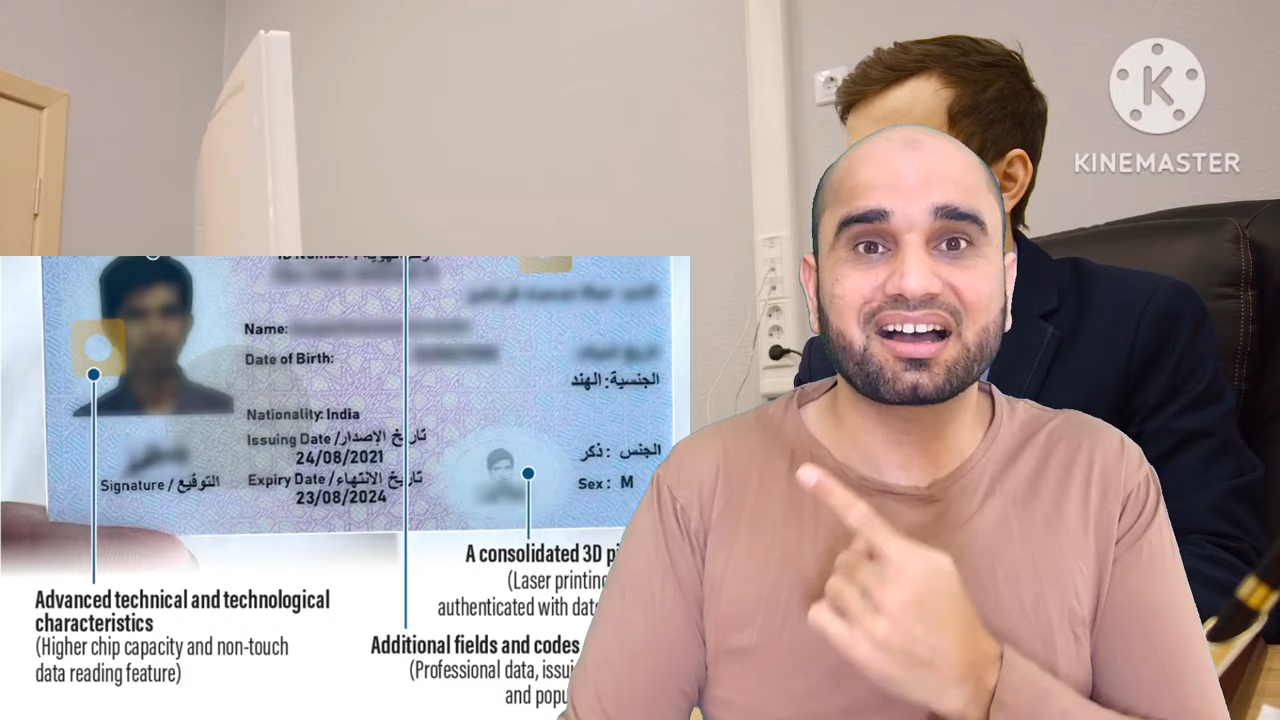 KINEMASTER
Name:
Date of Birth:
الجنسية: الهند
Nationality: India
Issuing Date / تاريخ الإصدار
24/08/2021
الجنس : ذكر
Signature / التوقيع
Expiry Date / تاريخ الانتهاء
23/08/2024
Sex : M
A consolidated 3D
(Laser printing
authenticated with
Advanced technical and technological
characteristics
(Higher chip capacity and non-touch
data reading feature)
Additional fields and codes
(Professional data,
and